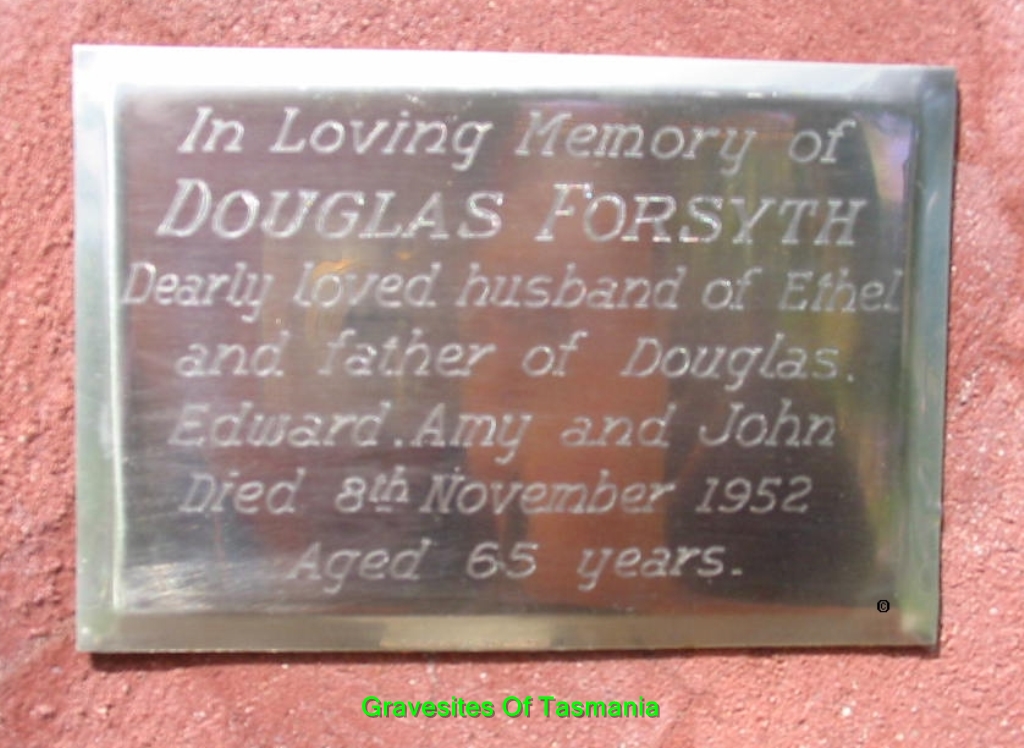 In Loving Memory of
DOUGLAS FORSYTH
Dearly loved husband of Ethel
and father of Douglas.
Edward. Amy and John
Died 8th November 1952
Aged 65 years.
©
Gravesites Of Tasmania